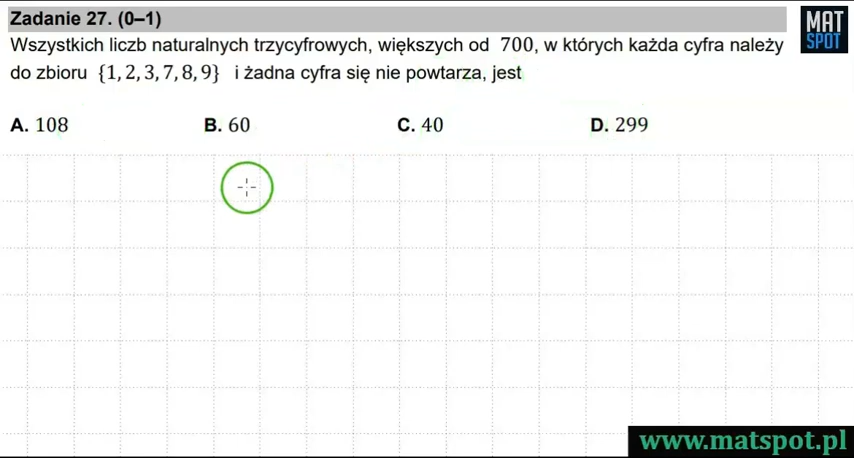 Zadanie 27. (0–1)
MAT
SPOT
Wszystkich liczb naturalnych trzycyfrowych, większych od 700, w których każda cyfra należy
do zbioru {1, 2, 3, 7, 8, 9} i żadna cyfra się nie powtarza, jest
A. 108 B. 60 C. 40 D. 299
www.matspot.pl